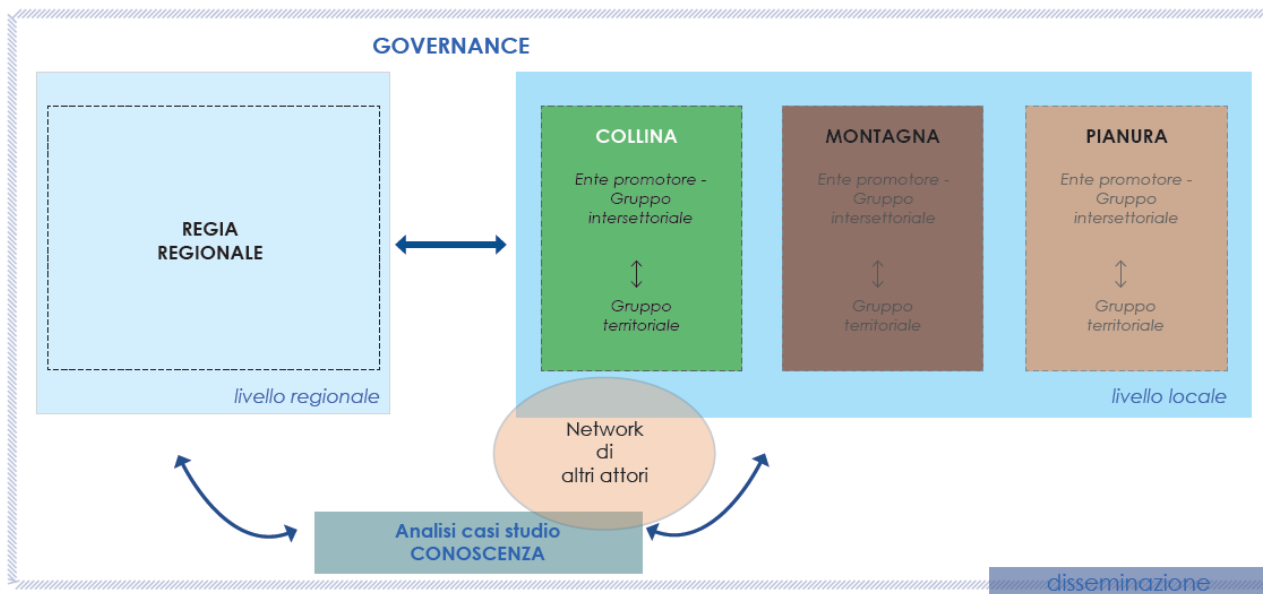 GOVERNANCE
REGIA
REGIONALE
livello regionale
COLLINA
Ente promotore -
Gruppo
intersettoriale
Gruppo
territoriale
MONTAGNA
Ente promotore -
Gruppo
intersettoriale
Gruppo
territoriale
PIANURA
Ente promotore -
Gruppo
intersettoriale
Gruppo
territoriale
livello locale
Network
di
altri attori
Analisi casi studio
CONOSCENZA
disseminazione